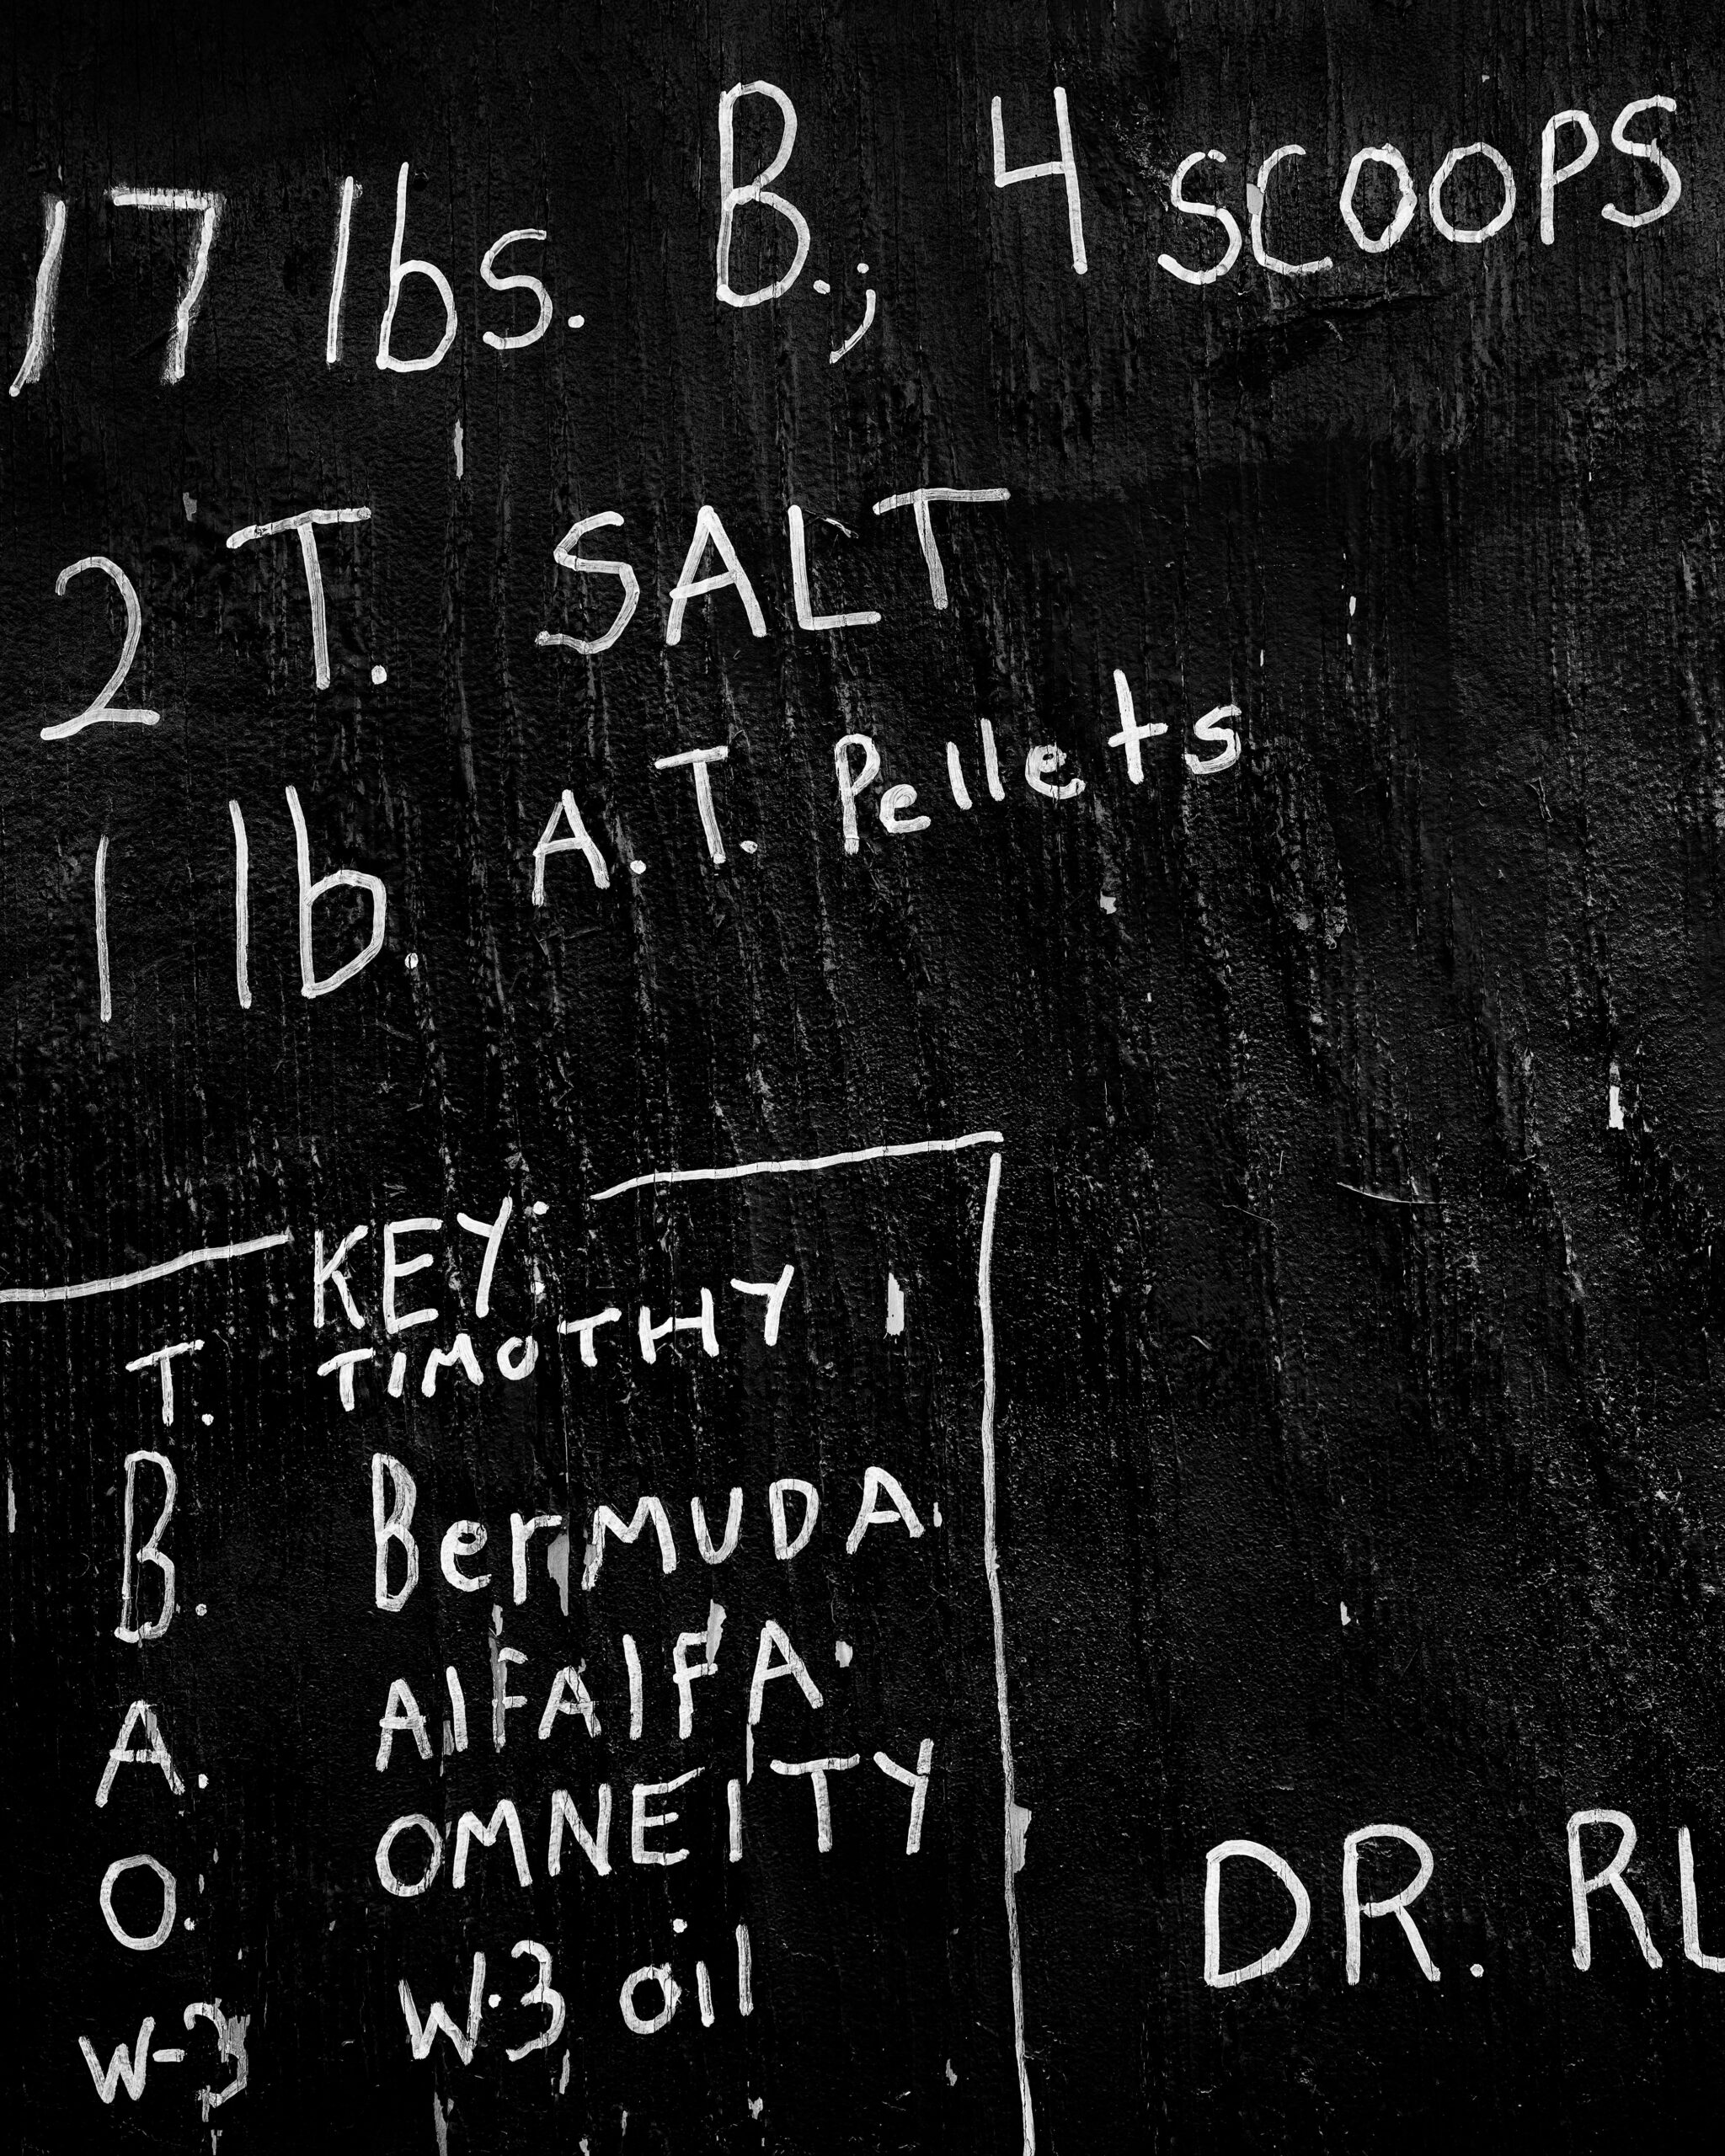 17 lbs. B.; 4 SCOOPS
2 T. SALT
1 lb. A.T. Pellets
KEY:
T. TIMOTHY
B. BerMUDA
A. AlFAlFA
O. OMNEITY
W-3 W-3 oil
DR.